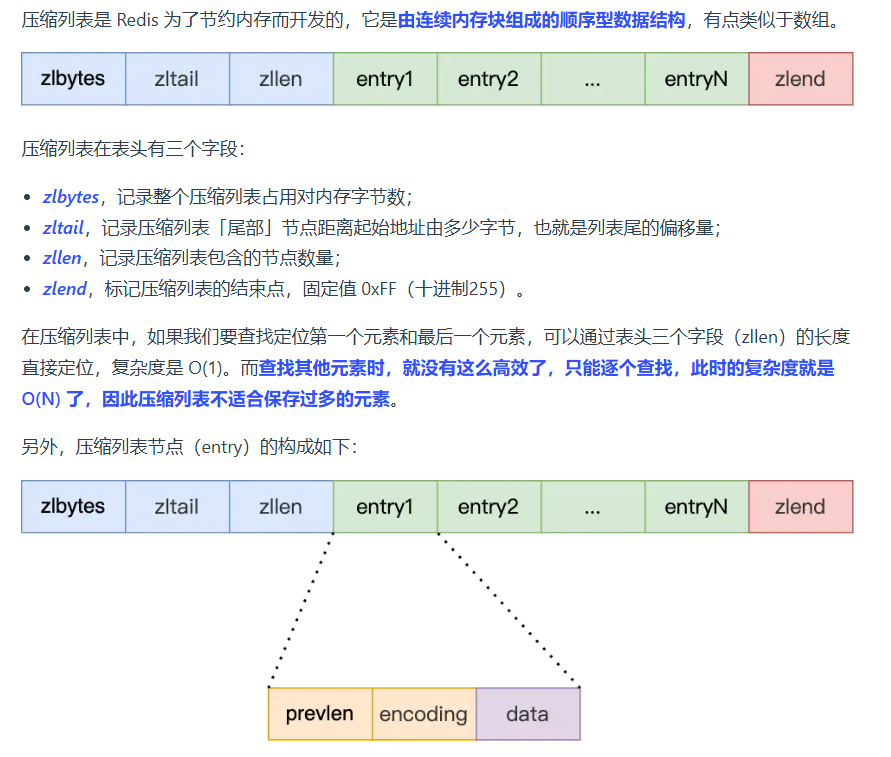 压缩列表是 Redis 为了节约内存而开发的，它是由连续内存块组成的顺序型数据结构，有点类似于数组。
zlbytes zltail zllen entry1 entry2 ... entryN zlend
压缩列表在表头有三个字段：
• zlbytes，记录整个压缩列表占用对内存字节数；
• zltail，记录压缩列表「尾部」节点距离起始地址由多少字节，也就是列表尾的偏移量；
• zllen，记录压缩列表包含的节点数量；
• zlend，标记压缩列表的结束点，固定值 0xFF（十进制255）。
在压缩列表中，如果我们要查找定位第一个元素和最后一个元素，可以通过表头三个字段（zllen）的长度
直接定位，复杂度是 O(1)。而查找其他元素时，就没有这么高效了，只能逐个查找，此时的复杂度就是
O(N) 了，因此压缩列表不适合保存过多的元素。
另外，压缩列表节点（entry）的构成如下：
zlbytes zltail zllen entry1 entry2 ... entryN zlend
prevlen encoding data